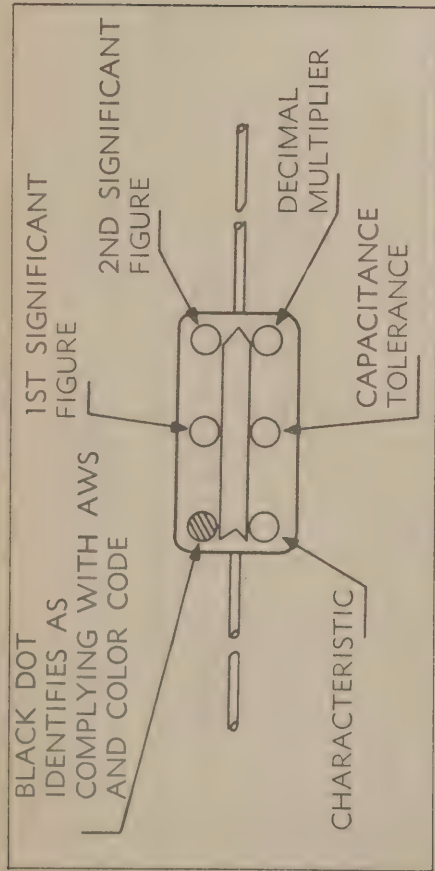 BLACK DOT
IDENTIFIES AS
COMPLYING WITH AWS
AND COLOR CODE
1ST SIGNIFICANT
FIGURE
2ND SIGNIFICANT
FIGURE
CHARACTERISTIC
CAPACITANCE
TOLERANCE
DECIMAL
MULTIPLIER